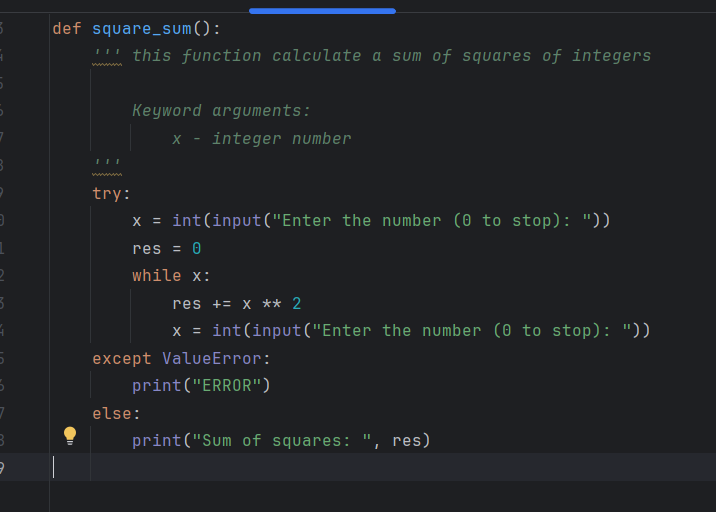 def square_sum():
''' this function calculate a sum of squares of integers
Keyword arguments:
x - integer number
'''
try:
x = int(input("Enter the number (0 to stop): "))
res = 0
while x:
res += x ** 2
x = int(input("Enter the number (0 to stop): "))
except ValueError:
print("ERROR")
else:
print("Sum of squares: ", res)